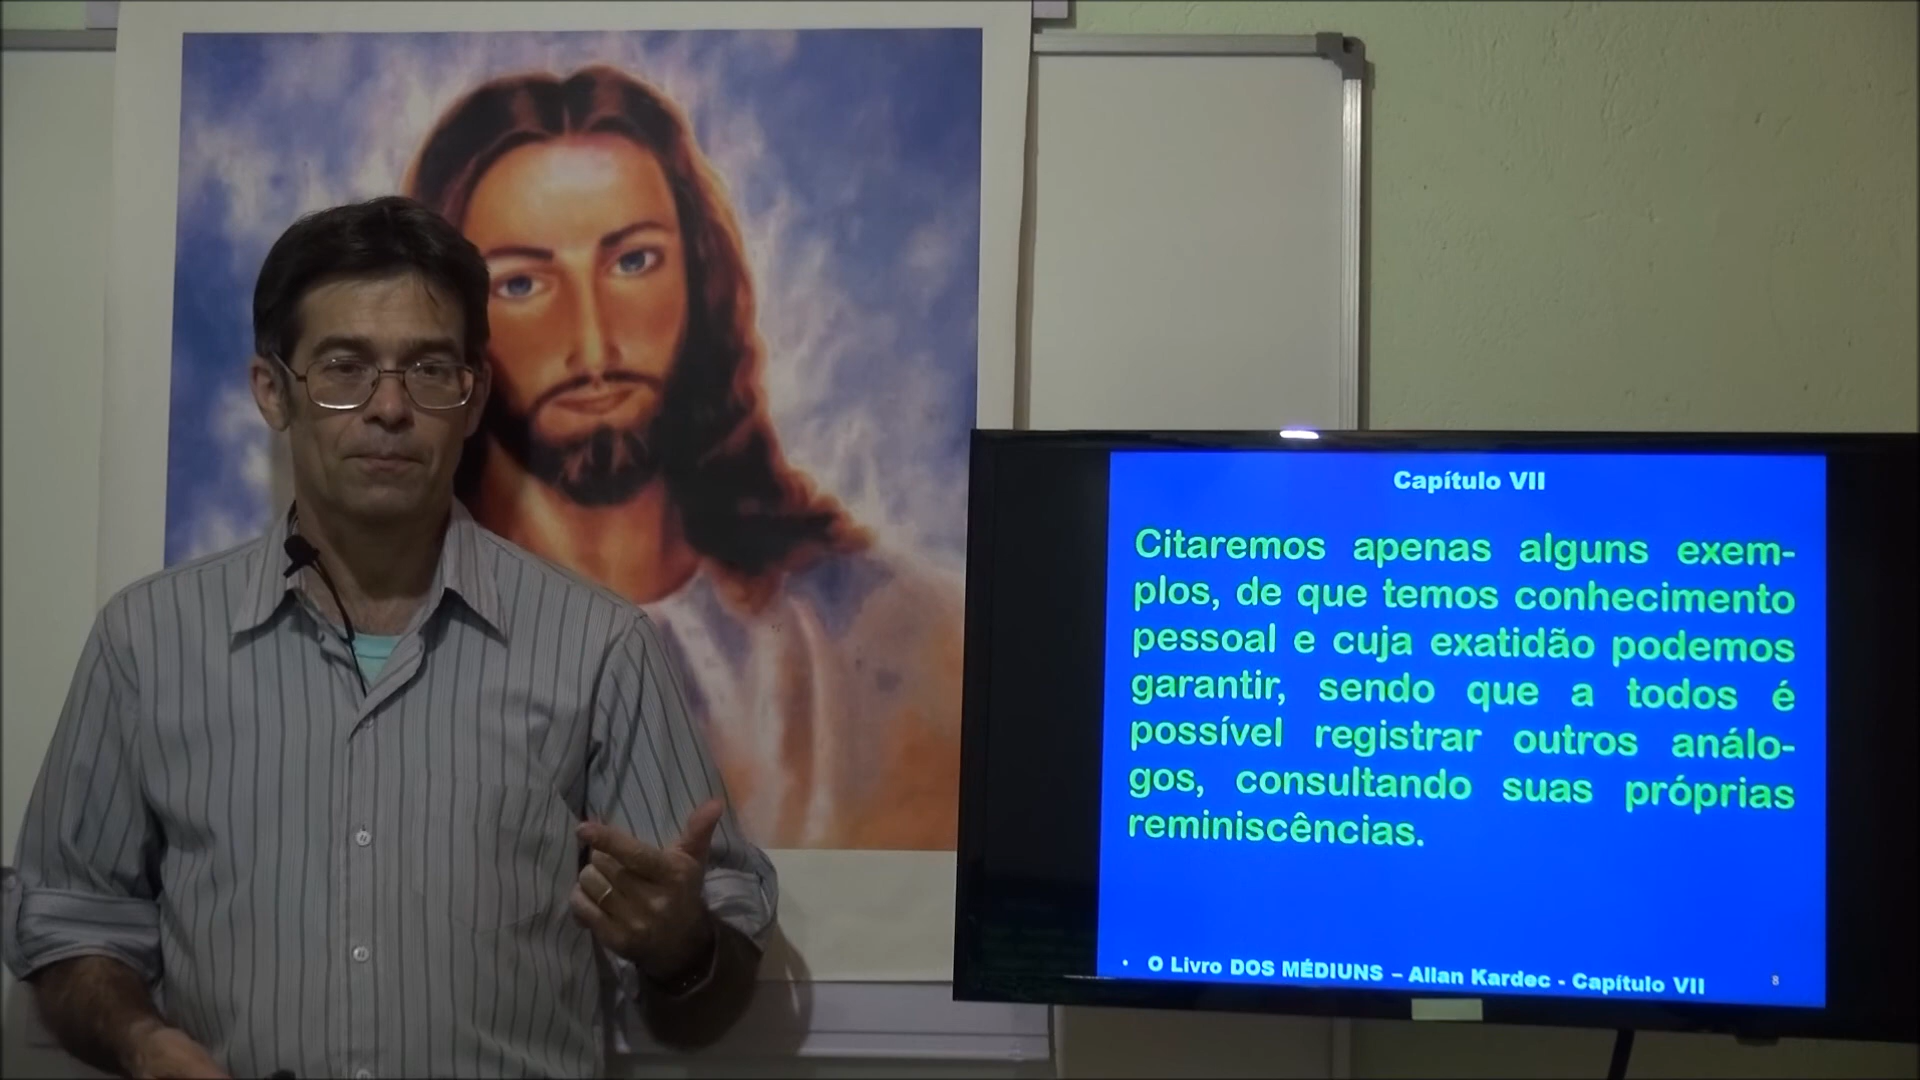 Capítulo VII
Citaremos apenas alguns exem-
plos, de que temos conhecimento
pessoal e cuja exatidão podemos
garantir, sendo que a todos é
possível registrar outros análo-
gos, consultando suas próprias
reminiscências.
• O Livro DOS MÉDIUNS – Allan Kardec - Capítulo VII
8